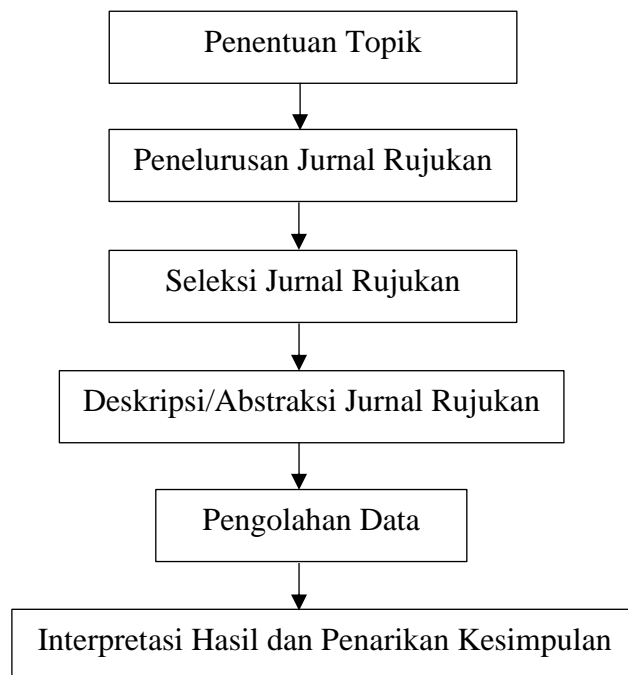 Penentuan Topik
Penelurusan Jurnal Rujukan
Seleksi Jurnal Rujukan
Deskripsi/Abstraksi Jurnal Rujukan
Pengolahan Data
Interpretasi Hasil dan Penarikan Kesimpulan